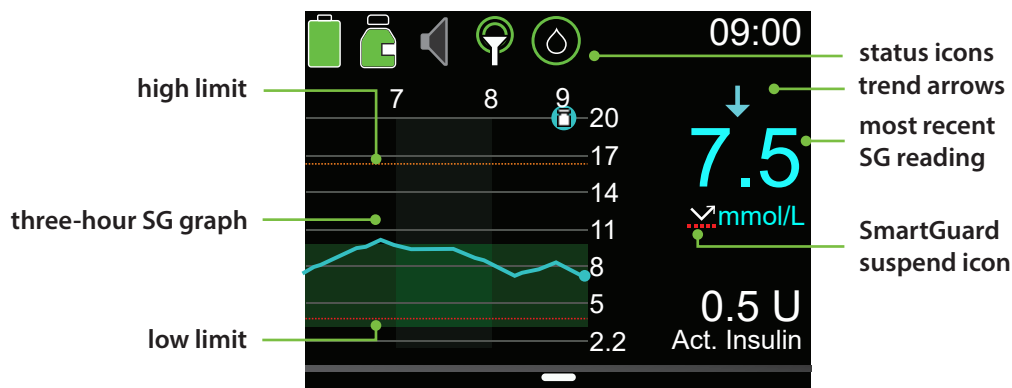 09:00
status icons
trend arrows
high limit
7 8 9
20
most recent
SG reading
7.5
17
14
three-hour SG graph
mmol/L
11
SmartGuard
suspend icon
8
5
0.5 U
low limit
2.2
Act. Insulin